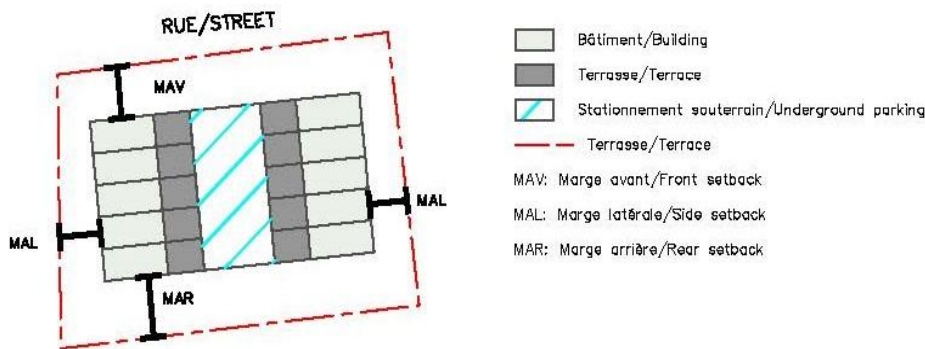 RUE/STREET
MAV
MAL
MAL
MAR
Bâtiment/Building
Terrasse/Terrace
Stationnement souterrain/Underground parking
Terrasse/Terrace
MAV: Marge avant/Front setback
MAL: Marge latérale/Side setback
MAR: Marge arrière/Rear setback